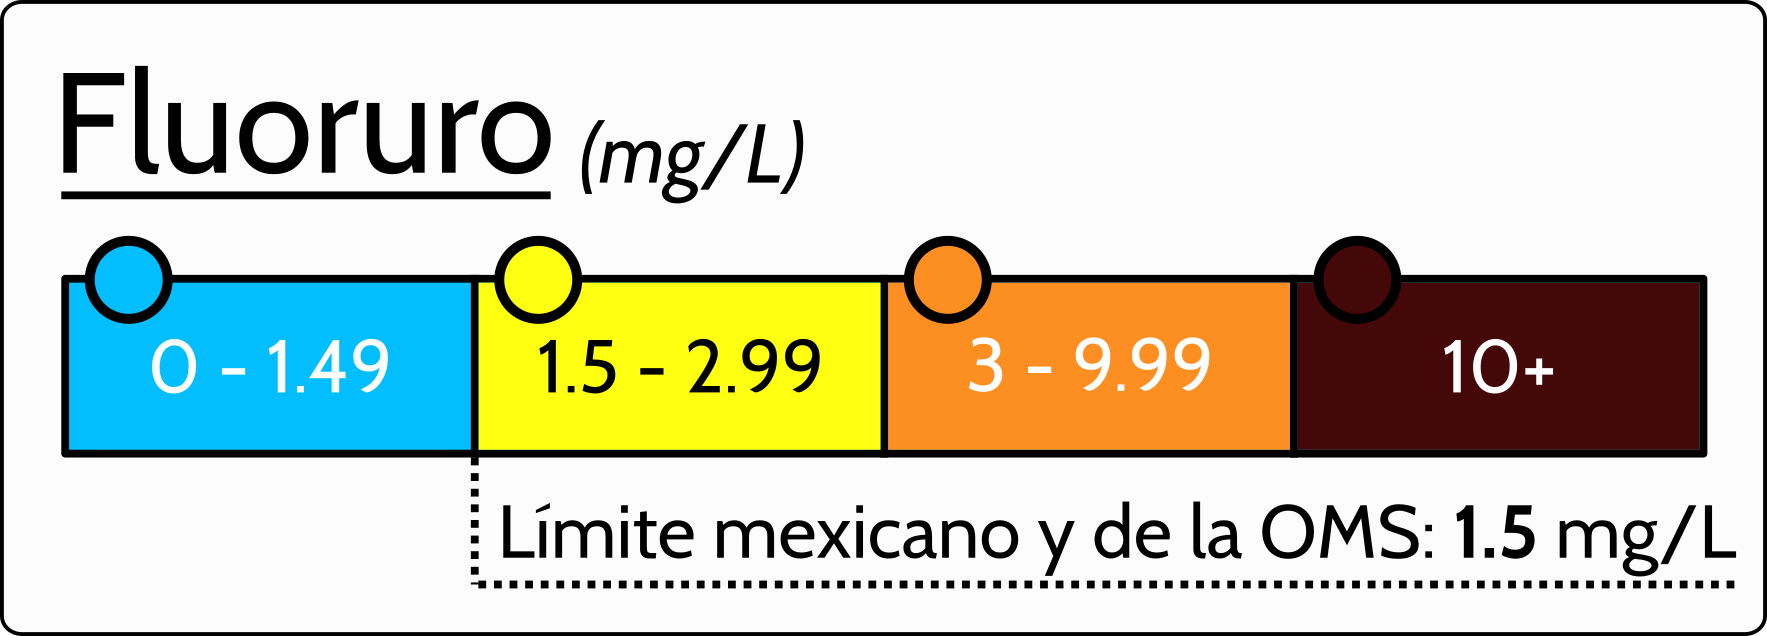 Fluoruro (mg/L)
0 - 1.49
1.5 - 2.99
3 - 9.99
10+
Límite mexicano y de la OMS: 1.5 mg/L